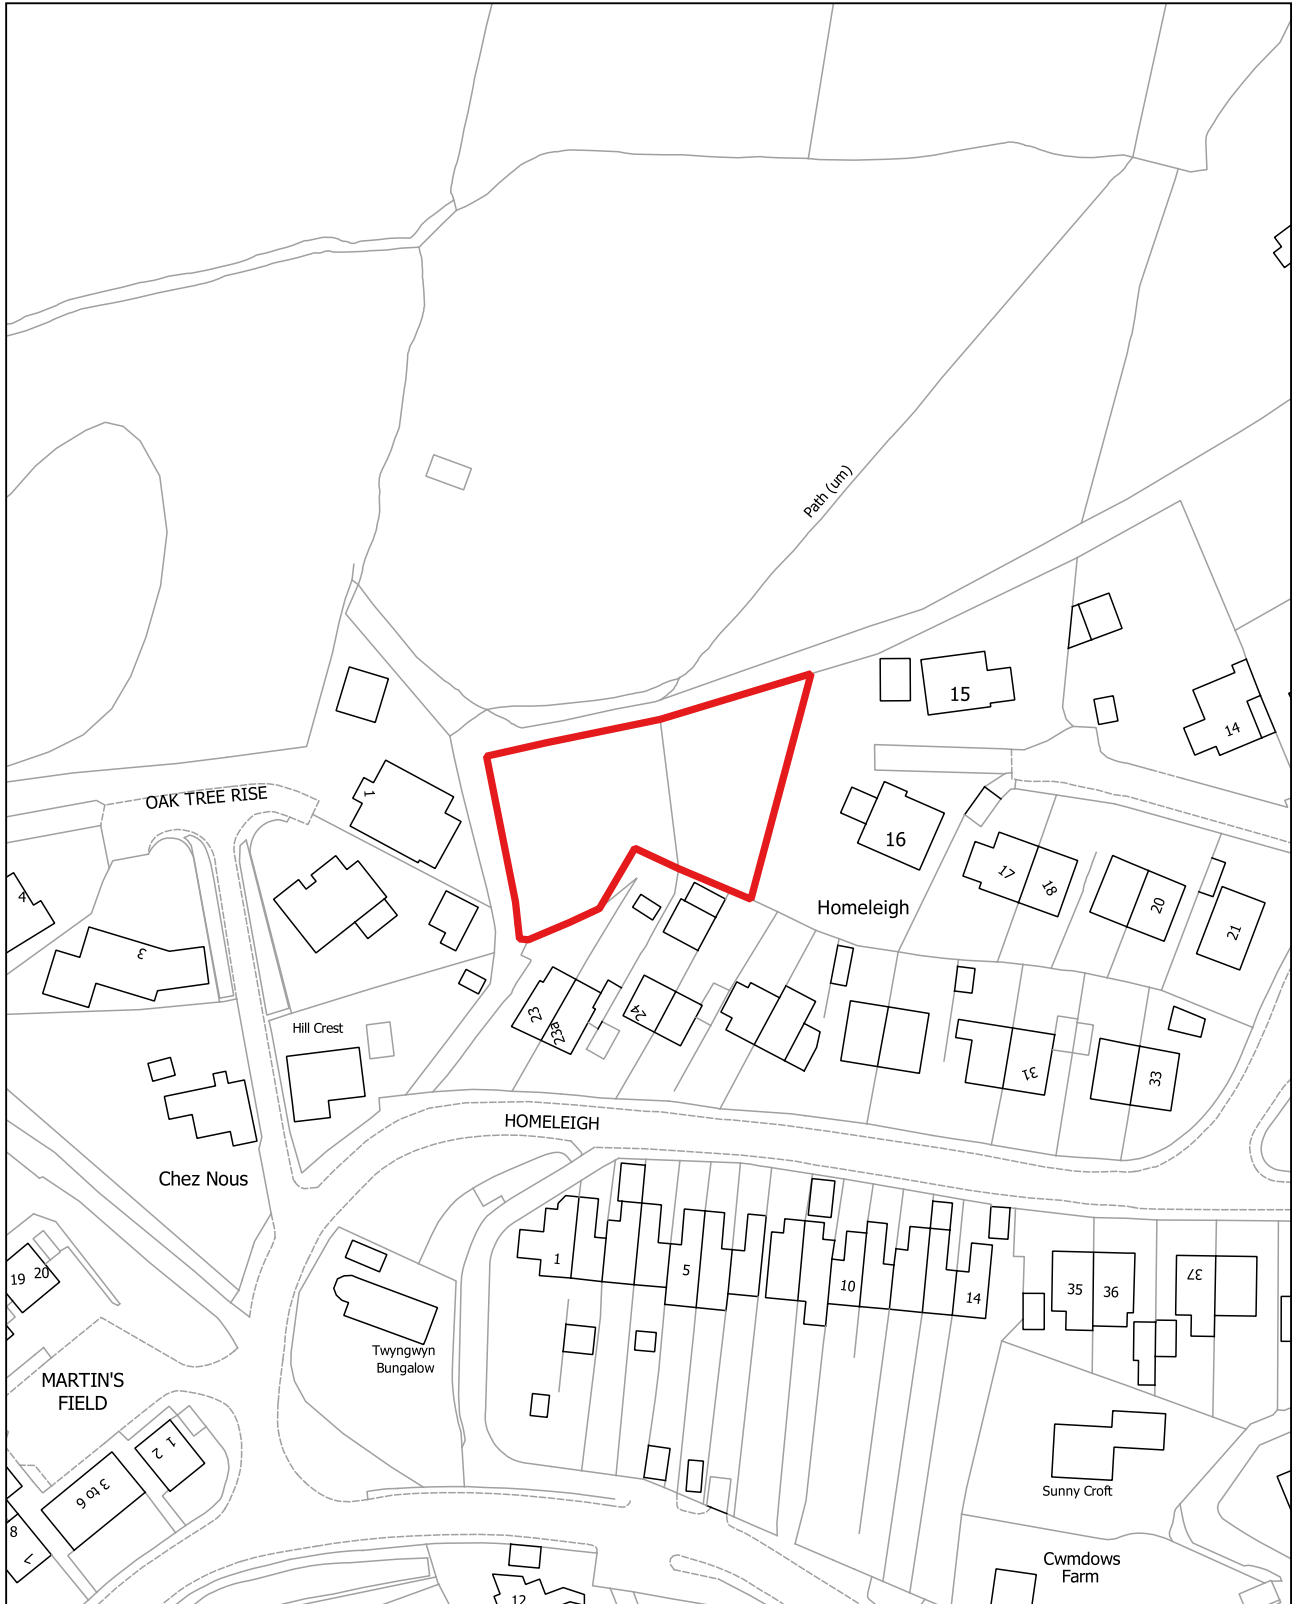 Path (um)
15
14
OAK TREE RISE
1
16
17
18
20
21
Homeleigh
4
3
23
23a
24
Hill Crest
31
33
HOMELEIGH
Chez Nous
1
5
10
14
35
36
37
19
20
Twyngwyn
Bungalow
MARTIN'S
FIELD
1 2
3 to 6
8
7
Sunny Croft
Cwmdows
Farm
12